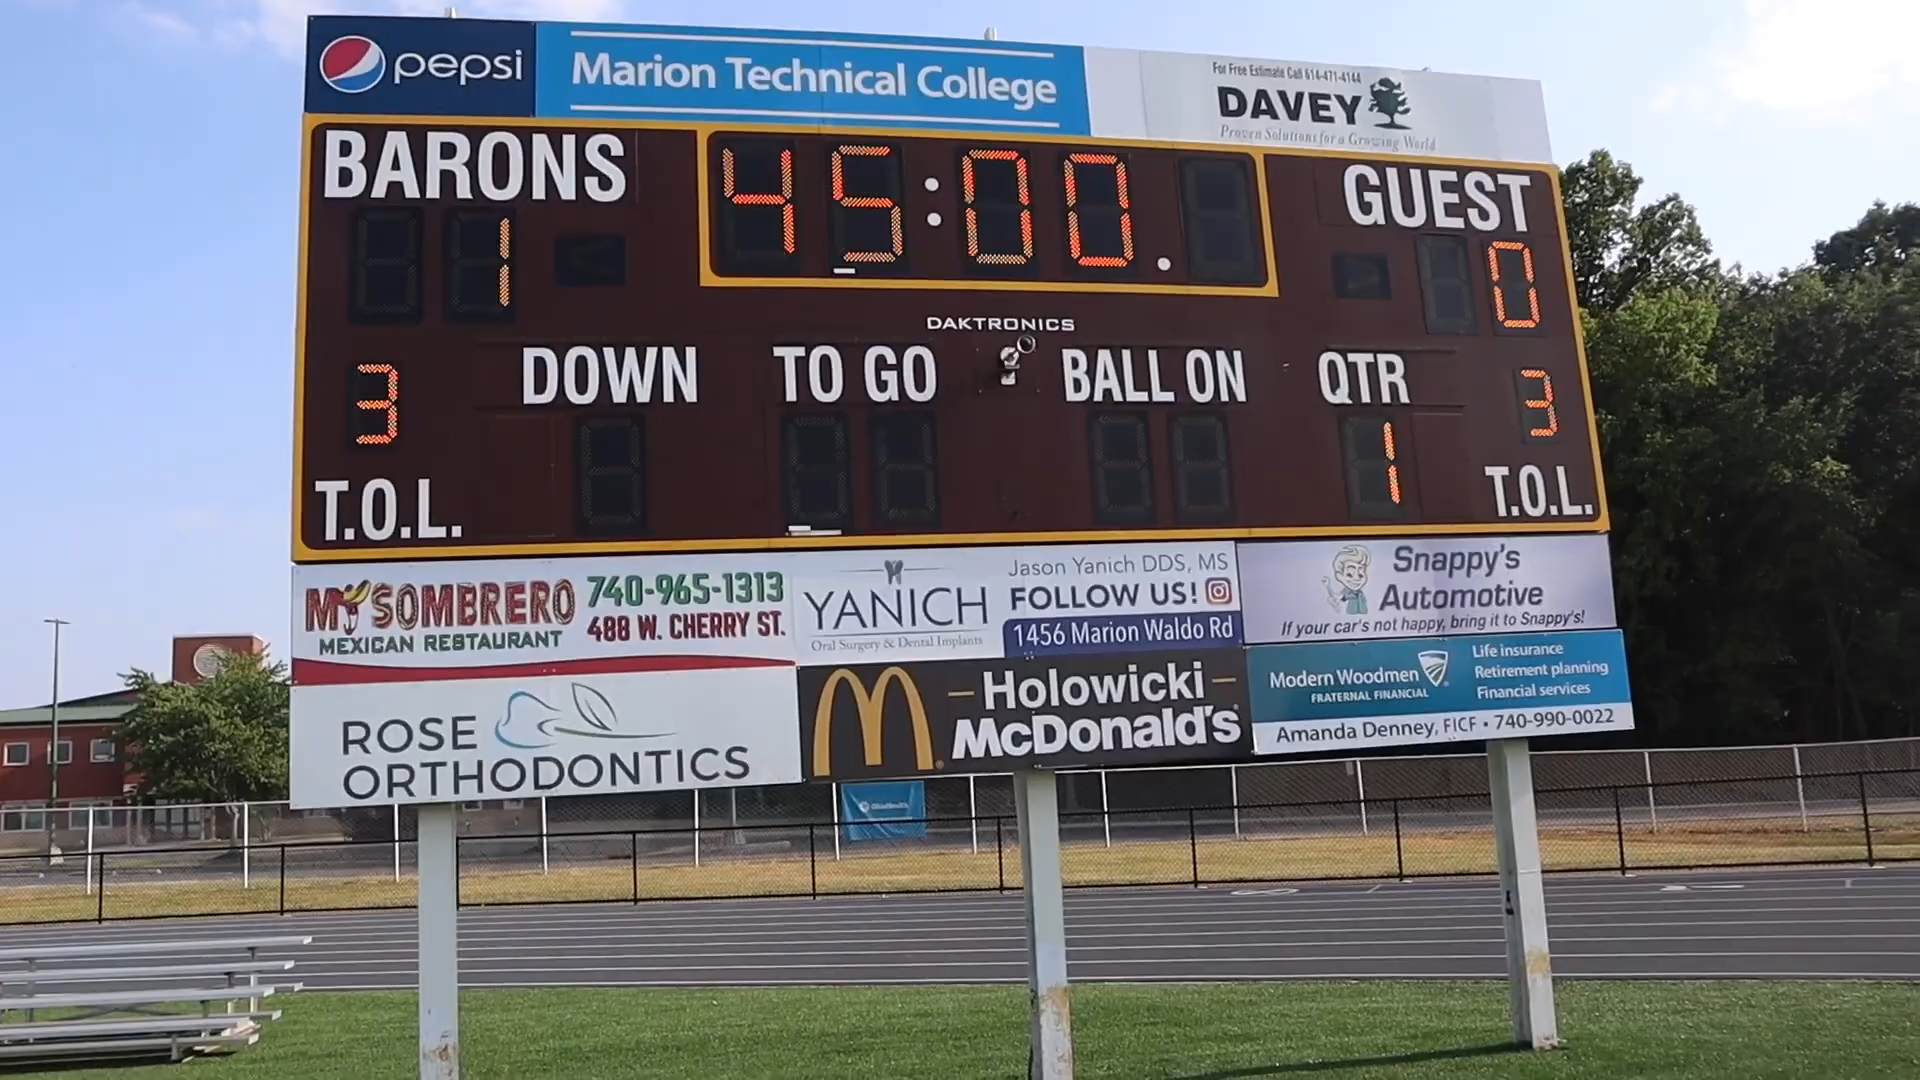 pepsi
Marion Technical College
For Free Estimate Call 614-471-4144
DAVEY
Proven Solutions for a Growing World
BARONS
45:00.
GUEST
1
0
DAKTRONICS
DOWN
TO GO
BALL ON
QTR
3
1
3
T.O.L.
T.O.L.
MY SOMBRERO
MEXICAN RESTAURANT
740-965-1313
488 W. CHERRY ST.
YANICH
Oral Surgery & Dental Implants
Jason Yanich DDS, MS
FOLLOW US!
1456 Marion Waldo Rd
Snappy's
Automotive
If your car's not happy, bring it to Snappy's!
ROSE
ORTHODONTICS
Holowicki
McDonald's
Modern Woodmen
FRATERNAL FINANCIAL
Life insurance
Retirement planning
Financial services
Amanda Denney, FICF • 740-990-0022